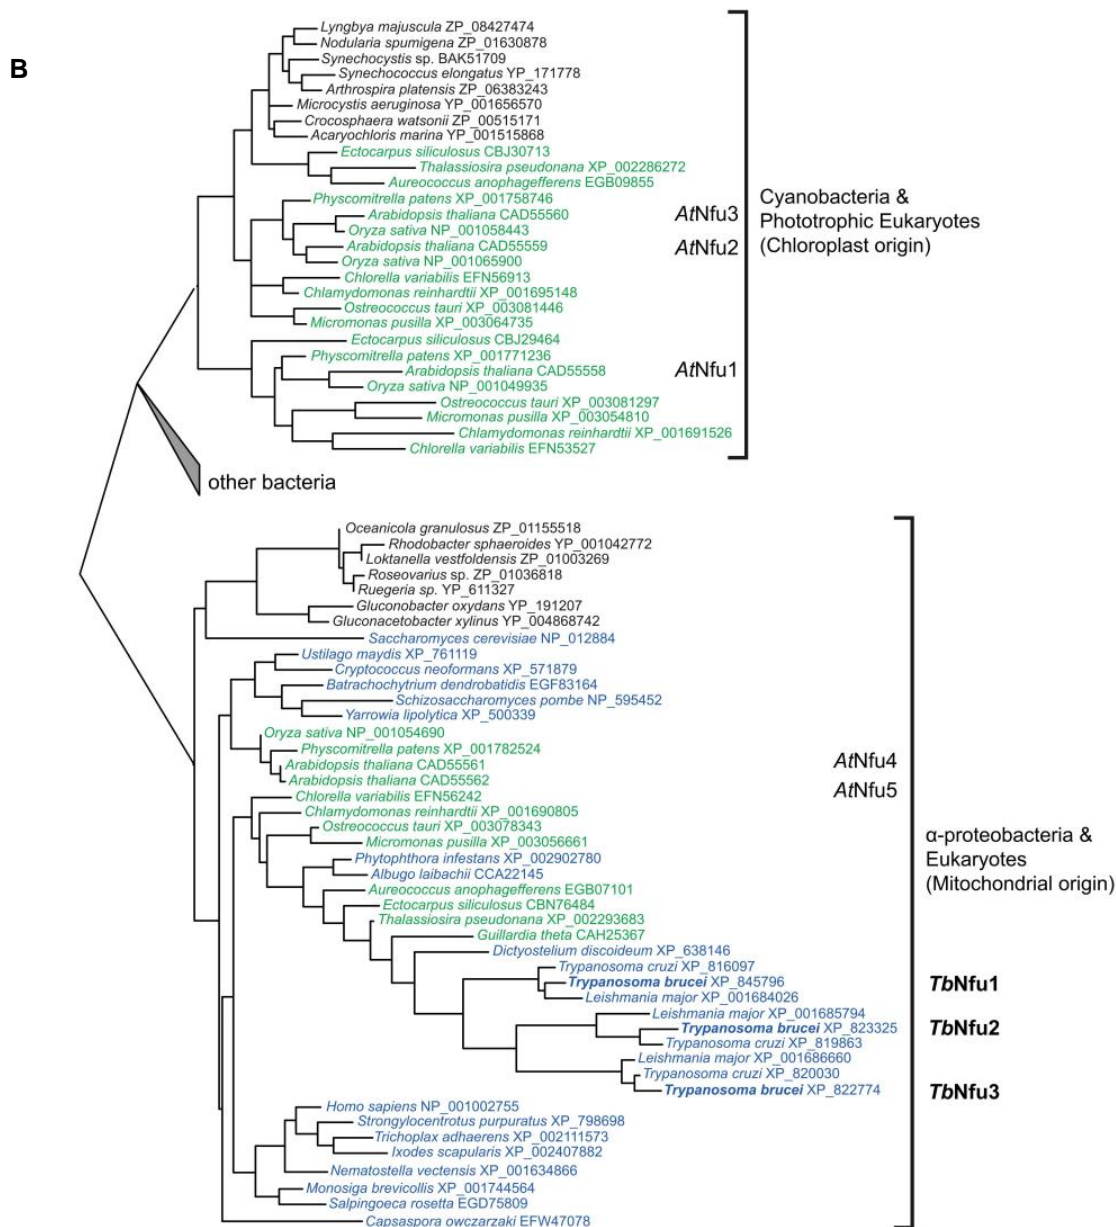 B
Lyngbya majuscula ZP_08427474
Nodularia spumigena ZP_01630878
Synechocystis sp. BAK51709
Synechococcus elongatus YP_171778
Arthrospira platensis ZP_06383243
Microcystis aeruginosa YP_001656570
Crocosphaera watsonii ZP_00515171
Acaryochloris marina YP_001515868
Ectocarpus siliculosus CBJ30713
Thalassiosira pseudonana XP_002286272
Aureococcus anophagefferens EGB09855
Physcomitrella patens XP_001758746
Arabidopsis thaliana CAD55560
AtNfu3
Oryza sativa NP_001058443
Arabidopsis thaliana CAD55559
AtNfu2
Oryza sativa NP_001065900
Chlorella variabilis EFN56913
Chlamydomonas reinhardtii XP_001695148
Ostreococcus tauri XP_003081446
Micromonas pusilla XP_003064735
Ectocarpus siliculosus CBJ29464
Physcomitrella patens XP_001771236
Arabidopsis thaliana CAD55558
AtNfu1
Oryza sativa NP_001049935
Ostreococcus tauri XP_003081297
Micromonas pusilla XP_003054810
Chlamydomonas reinhardtii XP_001691526
Chlorella variabilis EFN53527
Cyanobacteria &
Phototrophic Eukaryotes
(Chloroplast origin)
other bacteria
Oceanicola granulosus ZP_01155518
Rhodobacter sphaeroides YP_001042772
Loktanella vestfoldensis ZP_01003269
Roseovarius sp. ZP_01036818
Ruegeria sp. YP_611327
Gluconobacter oxydans YP_191207
Gluconacetobacter xylinus YP_004868742
Saccharomyces cerevisiae NP_012884
Ustilago maydis XP_761119
Cryptococcus neoformans XP_571879
Batrachochytrium dendrobatidis EGF83164
Schizosaccharomyces pombe NP_595452
Yarrowia lipolytica XP_500339
Oryza sativa NP_001054690
Physcomitrella patens XP_001782524
Arabidopsis thaliana CAD55561
AtNfu4
Arabidopsis thaliana CAD55562
AtNfu5
Chlorella variabilis EFN56242
Chlamydomonas reinhardtii XP_001690805
Ostreococcus tauri XP_003078343
Micromonas pusilla XP_003056661
Phytophthora infestans XP_002902780
Albugo laibachii CCA22145
Aureococcus anophagefferens EGB07101
Ectocarpus siliculosus CBN76484
Thalassiosira pseudonana XP_002293683
Guillardia theta CAH25367
Dictyostelium discoideum XP_638146
Trypanosoma cruzi XP_816097
Trypanosoma brucei XP_845796
TbNfu1
Leishmania major XP_001684026
Leishmania major XP_001685794
Trypanosoma brucei XP_823325
TbNfu2
Trypanosoma cruzi XP_819863
Leishmania major XP_001686660
Trypanosoma cruzi XP_820030
Trypanosoma brucei XP_822774
TbNfu3
Homo sapiens NP_001002755
Strongylocentrotus purpuratus XP_798698
Trichoplax adhaerens XP_002111573
Ixodes scapularis XP_002407882
Nematostella vectensis XP_001634866
Monosiga brevicollis XP_001744564
Salpingoeca rosetta EGD75809
Capsaspora owczarzaki EFW47078
α-proteobacteria &
Eukaryotes
(Mitochondrial origin)